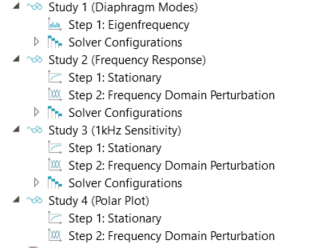 Study 1 (Diaphragm Modes)
Step 1: Eigenfrequency
Solver Configurations
Study 2 (Frequency Response)
Step 1: Stationary
Step 2: Frequency Domain Perturbation
Solver Configurations
Study 3 (1kHz Sensitivity)
Step 1: Stationary
Step 2: Frequency Domain Perturbation
Solver Configurations
Study 4 (Polar Plot)
Step 1: Stationary
Step 2: Frequency Domain Perturbation